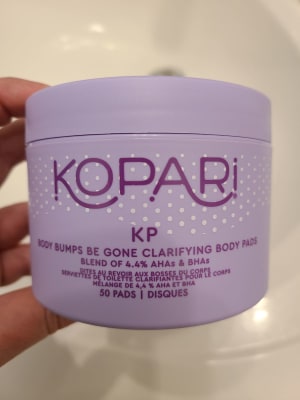 KOPARi
KP
BODY BUMPS BE GONE CLARIFYING BODY PADS
BLEND OF 4.4% AHAs & BHAs
DITES AU REVOIR AUX BOSSES DU CORPS
SERVIETTES DE TOILETTE CLARIFIANTES POUR LE CORPS
MÉLANGE DE 4,4 % AHA ET BHA
50 PADS | DISQUES